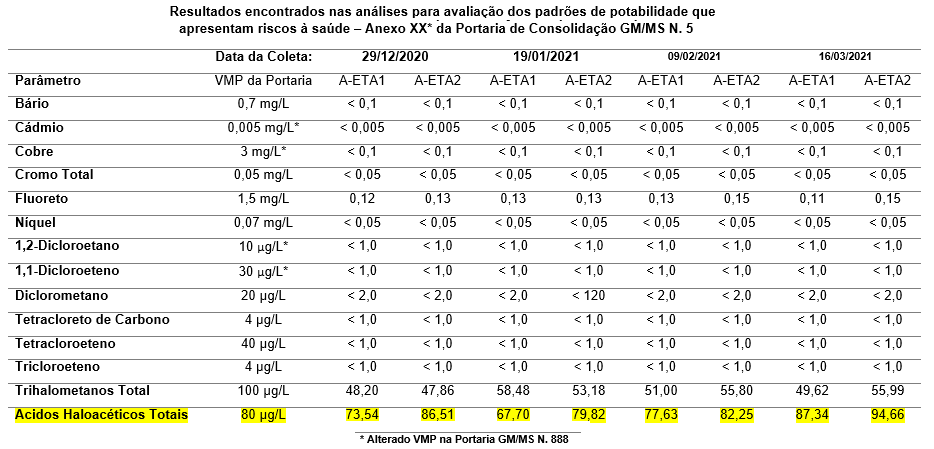 Resultados encontrados nas análises para avaliação dos padrões de potabilidade que
apresentam riscos à saúde – Anexo XX* da Portaria de Consolidação GM/MS N. 5
Data da Coleta: 29/12/2020 19/01/2021 09/02/2021 16/03/2021
Parâmetro VMP da Portaria A-ETA1 A-ETA2 A-ETA1 A-ETA2 A-ETA1 A-ETA2 A-ETA1 A-ETA2
Bário 0,7 mg/L < 0,1 < 0,1 < 0,1 < 0,1 < 0,1 < 0,1 < 0,1 < 0,1
Cádmio 0,005 mg/L* < 0,005 < 0,005 < 0,005 < 0,005 < 0,005 < 0,005 < 0,005 < 0,005
Cobre 3 mg/L* < 0,1 < 0,1 < 0,1 < 0,1 < 0,1 < 0,1 < 0,1 < 0,1
Cromo Total 0,05 mg/L < 0,05 < 0,05 < 0,05 < 0,05 < 0,05 < 0,05 < 0,05 < 0,05
Fluoreto 1,5 mg/L 0,12 0,13 0,13 0,13 0,13 0,15 0,11 0,15
Níquel 0,07 mg/L < 0,05 < 0,05 < 0,05 < 0,05 < 0,05 < 0,05 < 0,05 < 0,05
1,2-Dicloroetano 10 µg/L* < 1,0 < 1,0 < 1,0 < 1,0 < 1,0 < 1,0 < 1,0 < 1,0
1,1-Dicloroeteno 30 µg/L* < 1,0 < 1,0 < 1,0 < 1,0 < 1,0 < 1,0 < 1,0 < 1,0
Diclorometano 20 µg/L < 2,0 < 2,0 < 2,0 < 120 < 2,0 < 2,0 < 2,0 < 2,0
Tetracloreto de Carbono 4 µg/L < 1,0 < 1,0 < 1,0 < 1,0 < 1,0 < 1,0 < 1,0 < 1,0
Tetracloroeteno 40 µg/L < 1,0 < 1,0 < 1,0 < 1,0 < 1,0 < 1,0 < 1,0 < 1,0
Tricloroeteno 4 µg/L < 1,0 < 1,0 < 1,0 < 1,0 < 1,0 < 1,0 < 1,0 < 1,0
Trihalometanos Total 100 µg/L 48,20 47,86 58,48 53,18 51,00 55,80 49,62 55,99
Acidos Haloacéticos Totais 80 µg/L 73,54 86,51 67,70 79,82 77,63 82,25 87,34 94,66
* Alterado VMP na Portaria GM/MS N. 888